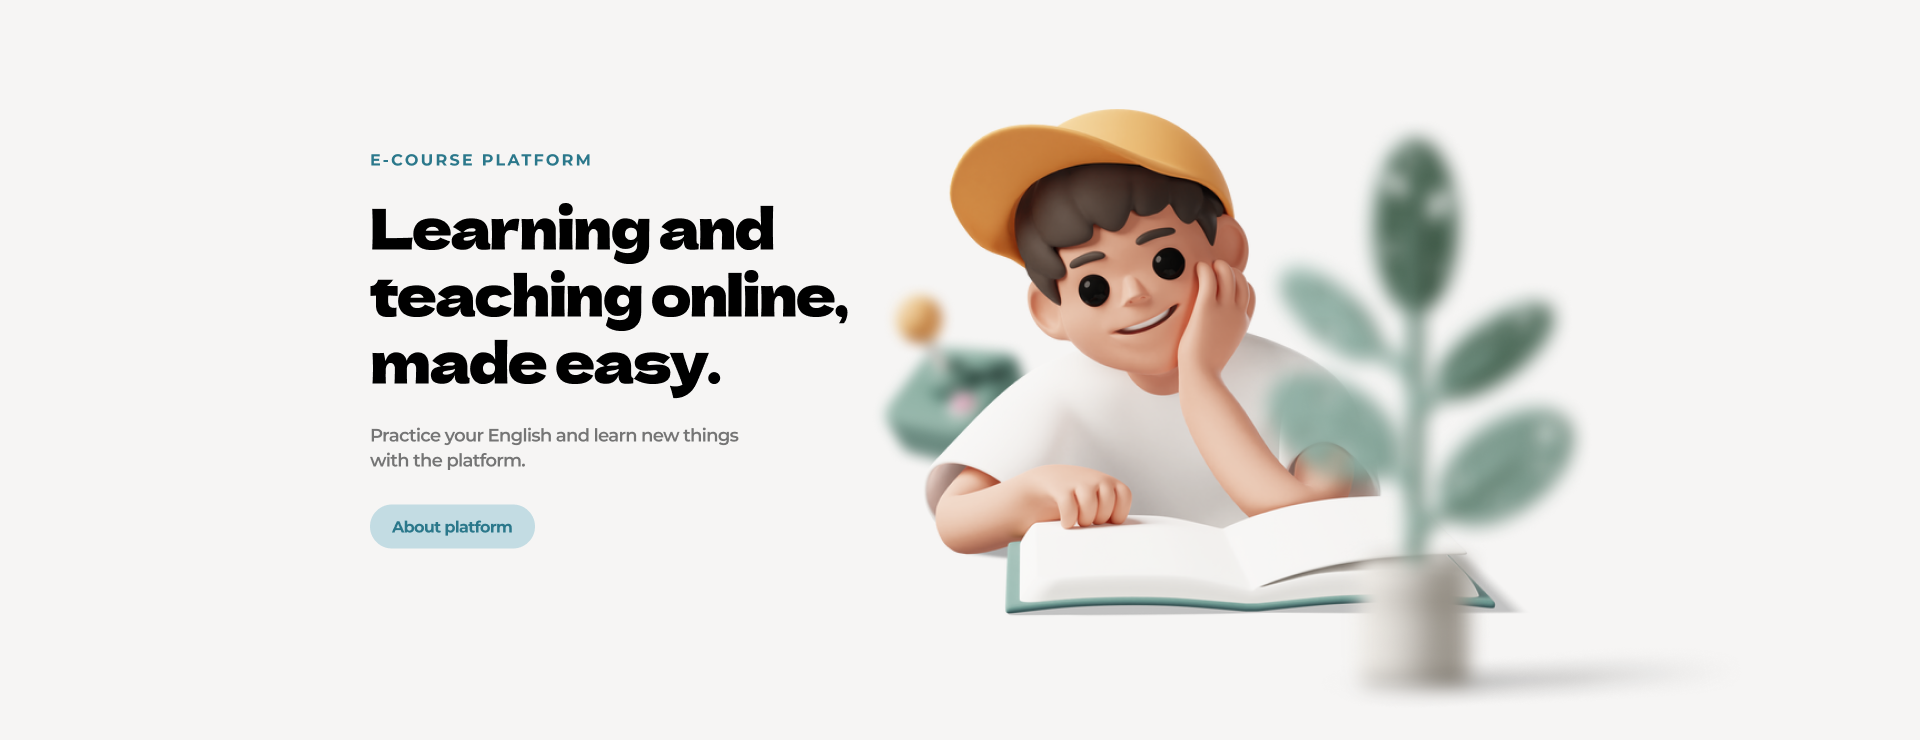 E-COURSE PLATFORM
Learning and
teaching online,
made easy.
Practice your English and learn new things
with the platform.
About platform